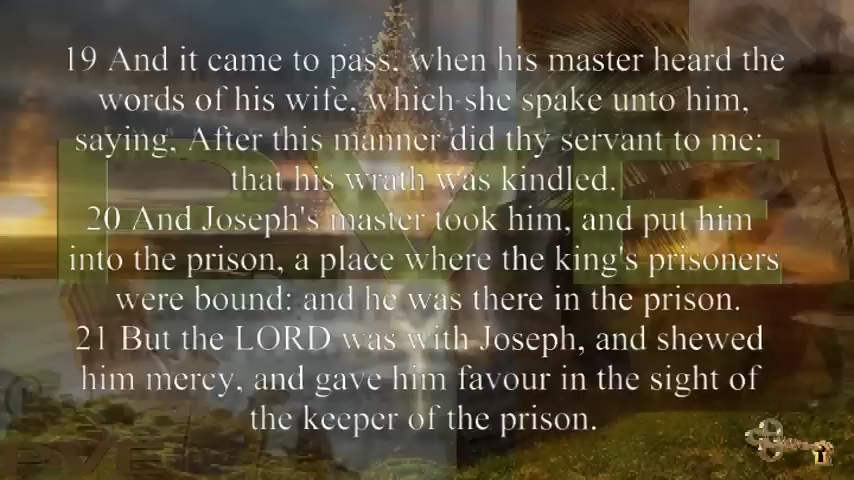 19 And it came to pass, when his master heard the
words of his wife, which she spake unto him,
saying, After this manner did thy servant to me;
that his wrath was kindled.
20 And Joseph's master took him, and put him
into the prison, a place where the king's prisoners
were bound: and he was there in the prison.
21 But the LORD was with Joseph, and shewed
him mercy, and gave him favour in the sight of
the keeper of the prison.
PYE